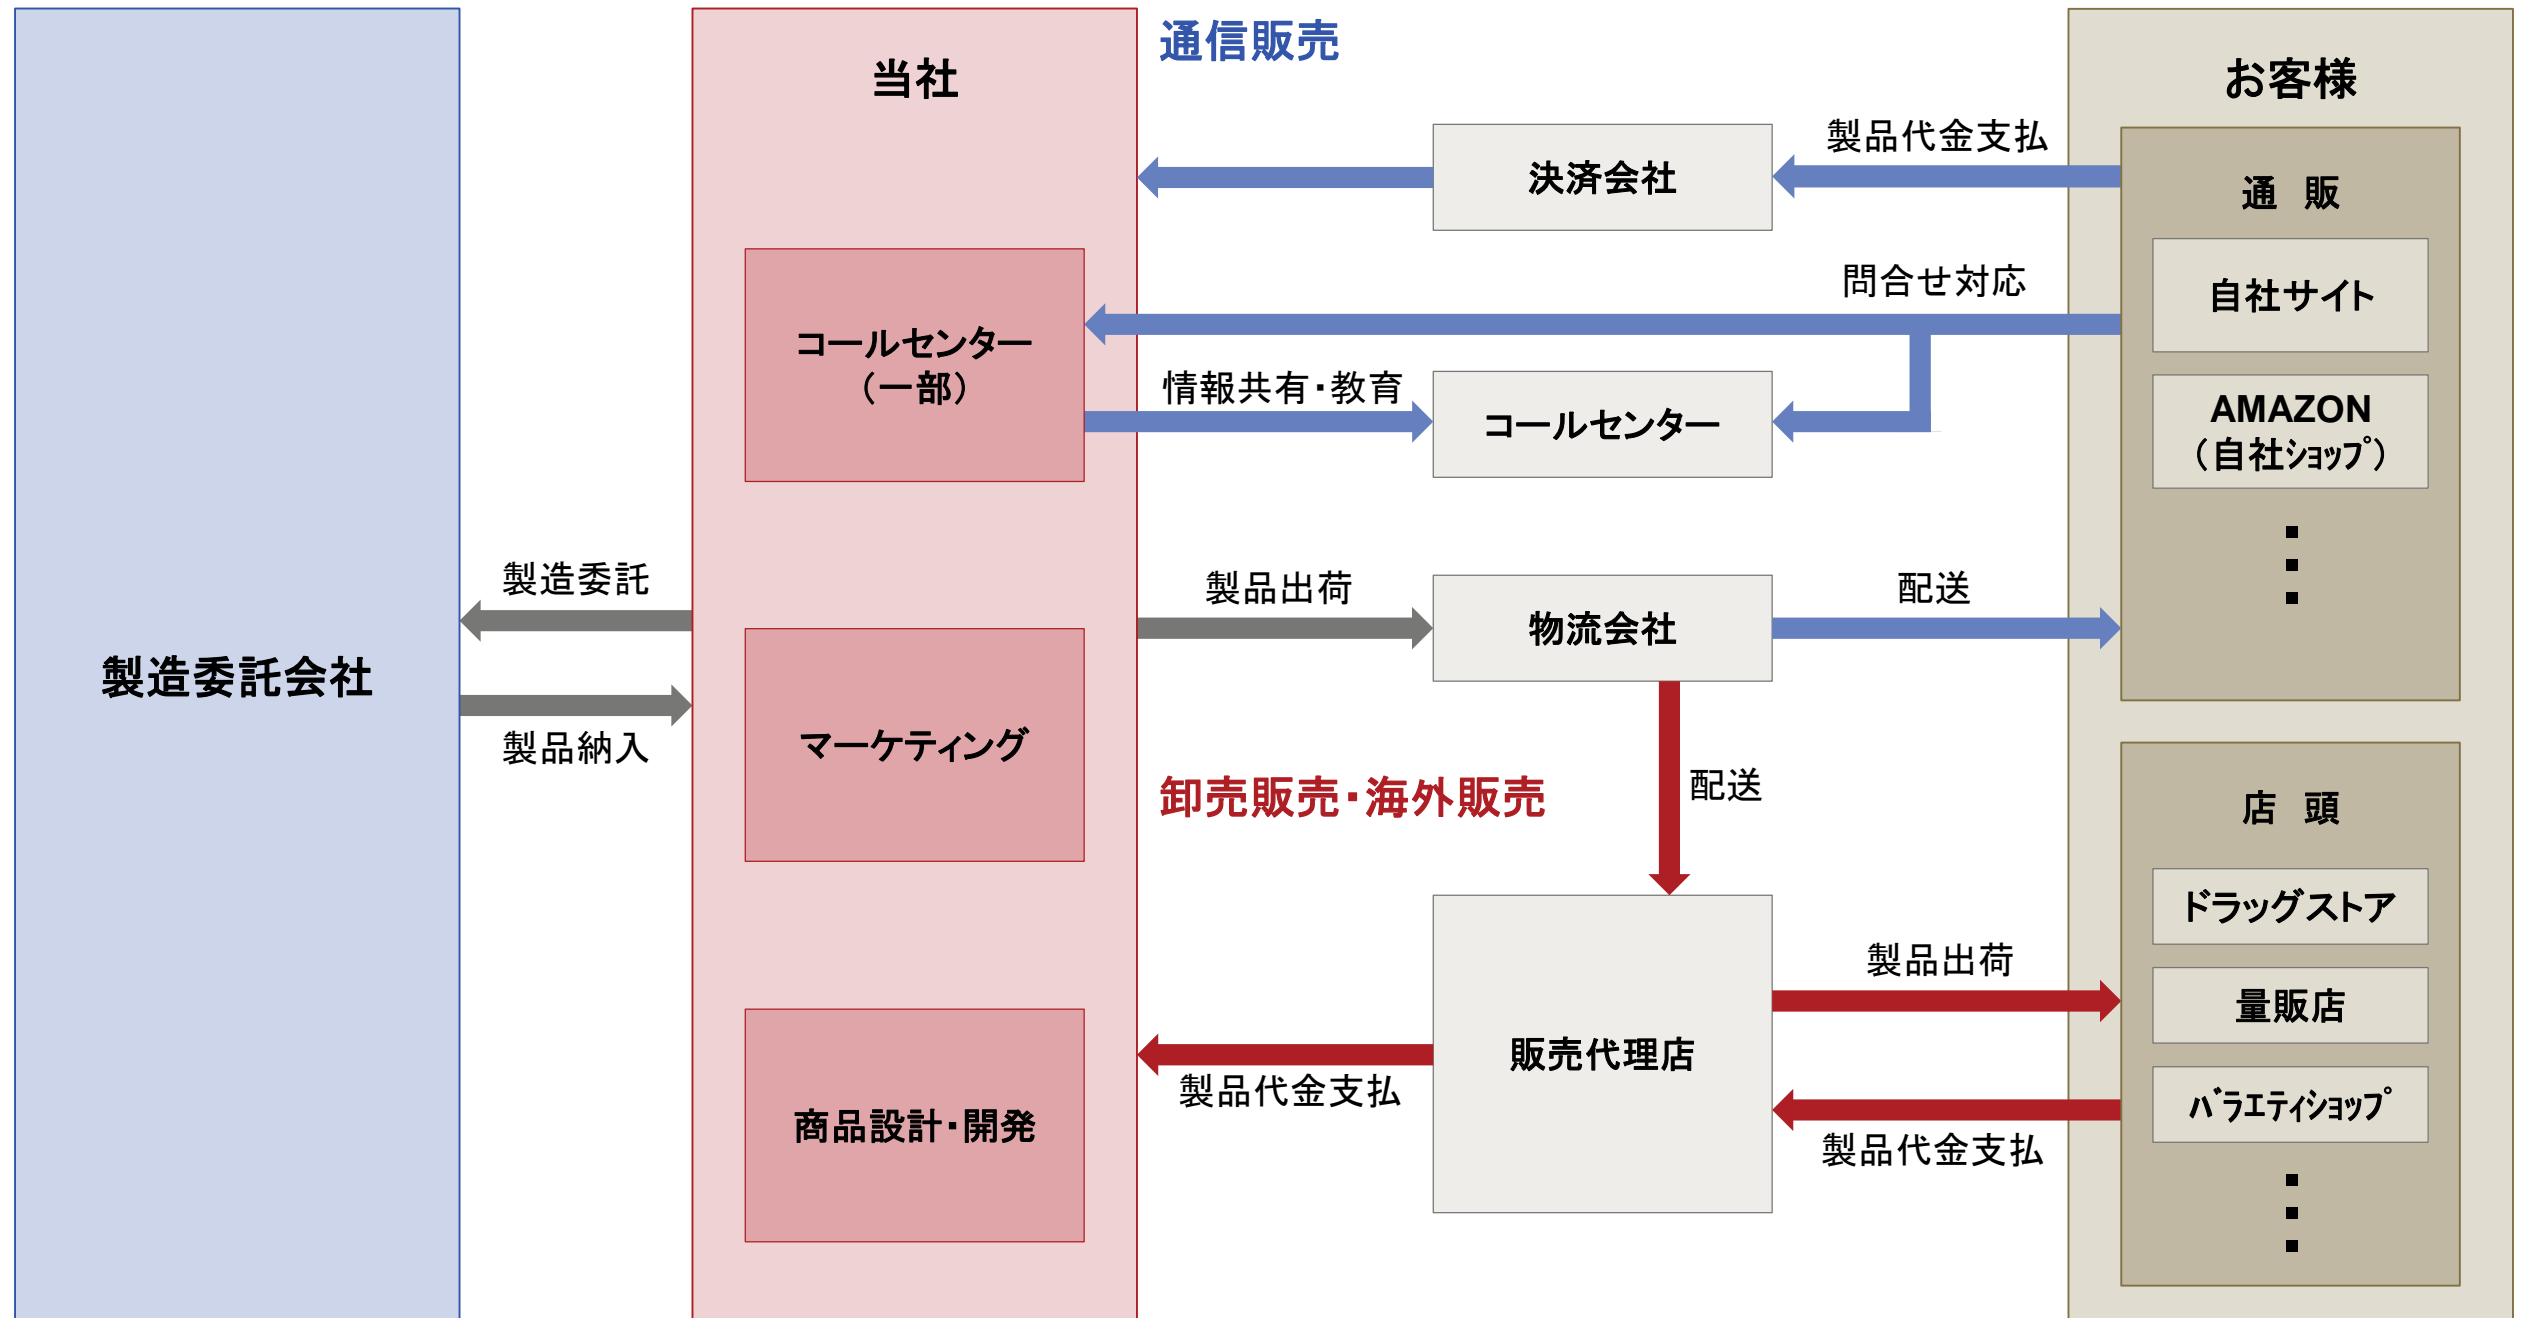 製造委託会社
製造委託
製品納入
当社
コールセンター
（一部）
マーケティング
商品設計・開発
通信販売
決済会社
製品代金支払
問合せ対応
情報共有・教育
コールセンター
製品出荷
物流会社
配送
卸売販売・海外販売
配送
販売代理店
製品出荷
製品代金支払
製品代金支払
お客様
通　販
自社サイト
AMAZON
（自社ｼｮｯﾌﾟ）
店　頭
ドラッグストア
量販店
ﾊﾞﾗｴﾃｨｼｮｯﾌﾟ